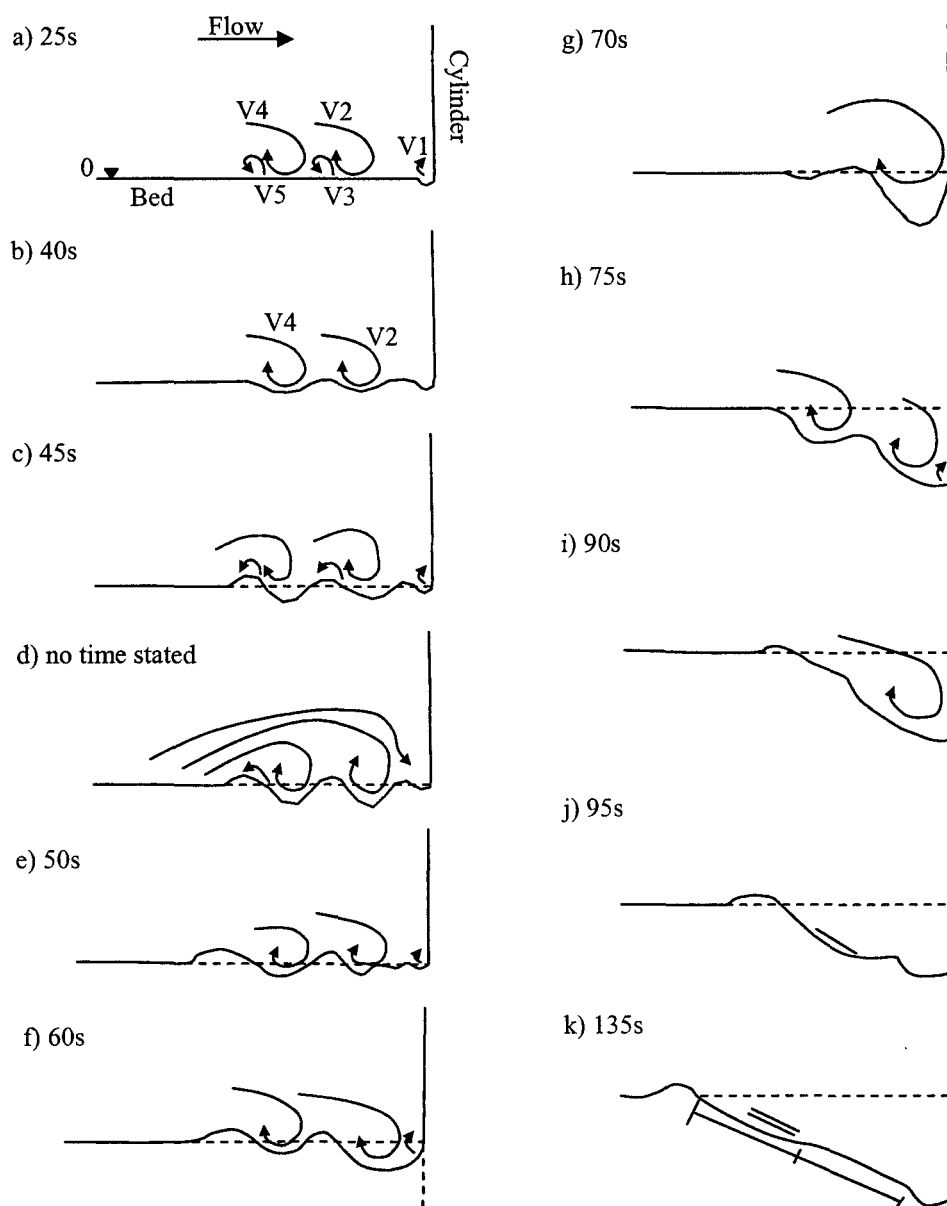 a) 25s
Flow
Cylinder
V4
V2
V1
0
Bed
V5
V3
b) 40s
V4
V2
c) 45s
d) no time stated
e) 50s
f) 60s
g) 70s
h) 75s
i) 90s
j) 95s
k) 135s